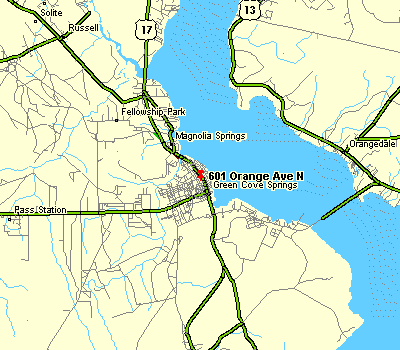 Solite
13
Russell
17
Fellowship Park
Magnolia Springs
Orangedale
601 Orange Ave N
Green Cove Springs
Pass Station